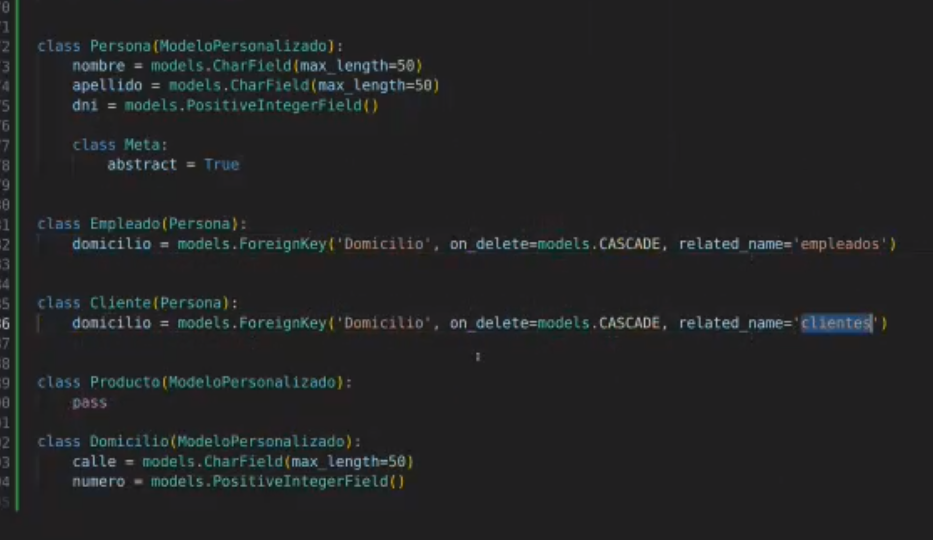 class Persona(ModeloPersonalizado):
    nombre = models.CharField(max_length=50)
    apellido = models.CharField(max_length=50)
    dni = models.PositiveIntegerField()
    class Meta:
        abstract = True
class Empleado(Persona):
    domicilio = models.ForeignKey('Domicilio', on_delete=models.CASCADE, related_name='empleados')
class Cliente(Persona):
    domicilio = models.ForeignKey('Domicilio', on_delete=models.CASCADE, related_name='clientes')
class Producto(ModeloPersonalizado):
    pass
class Domicilio(ModeloPersonalizado):
    calle = models.CharField(max_length=50)
    numero = models.PositiveIntegerField()